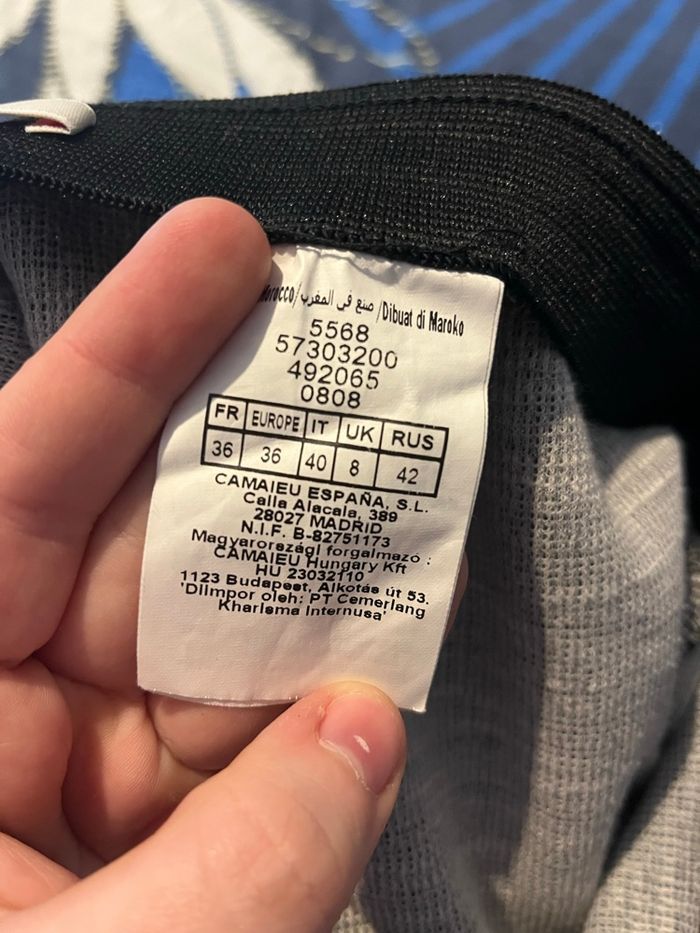 Morocco/صنع في المغرب/Dibuat di Maroko
5568
57303200
492065
0808
FR EUROPE IT UK RUS
36 36 40 8 42
CAMAIEU ESPAÑA, S.L.
Calla Alacala, 389
28027 MADRID
N.I.F. B-82751173
Magyarországi forgalmazó :
CAMAIEU Hungary Kft
HU 23032110
1123 Budapest, Alkotás út 53.
'Diimpor oleh: PT Cemerlang
Kharisma Internusa'